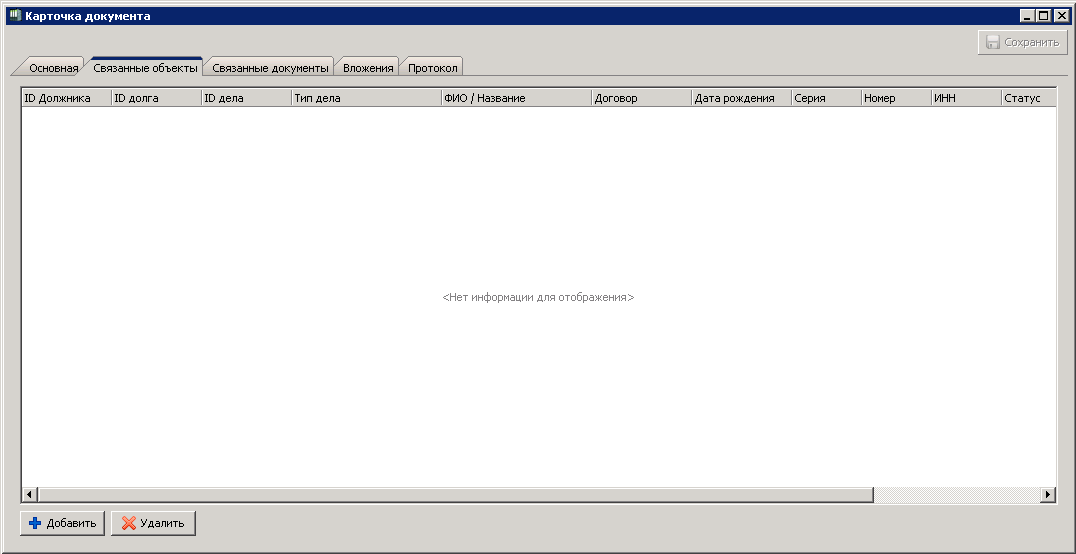 Карточка документа
Сохранить
Основная Связанные объекты Связанные документы Вложения Протокол
ID Должника ID долга ID дела Тип дела ФИО / Название Договор Дата рождения Серия Номер ИНН Статус
<Нет информации для отображения>
Добавить Удалить